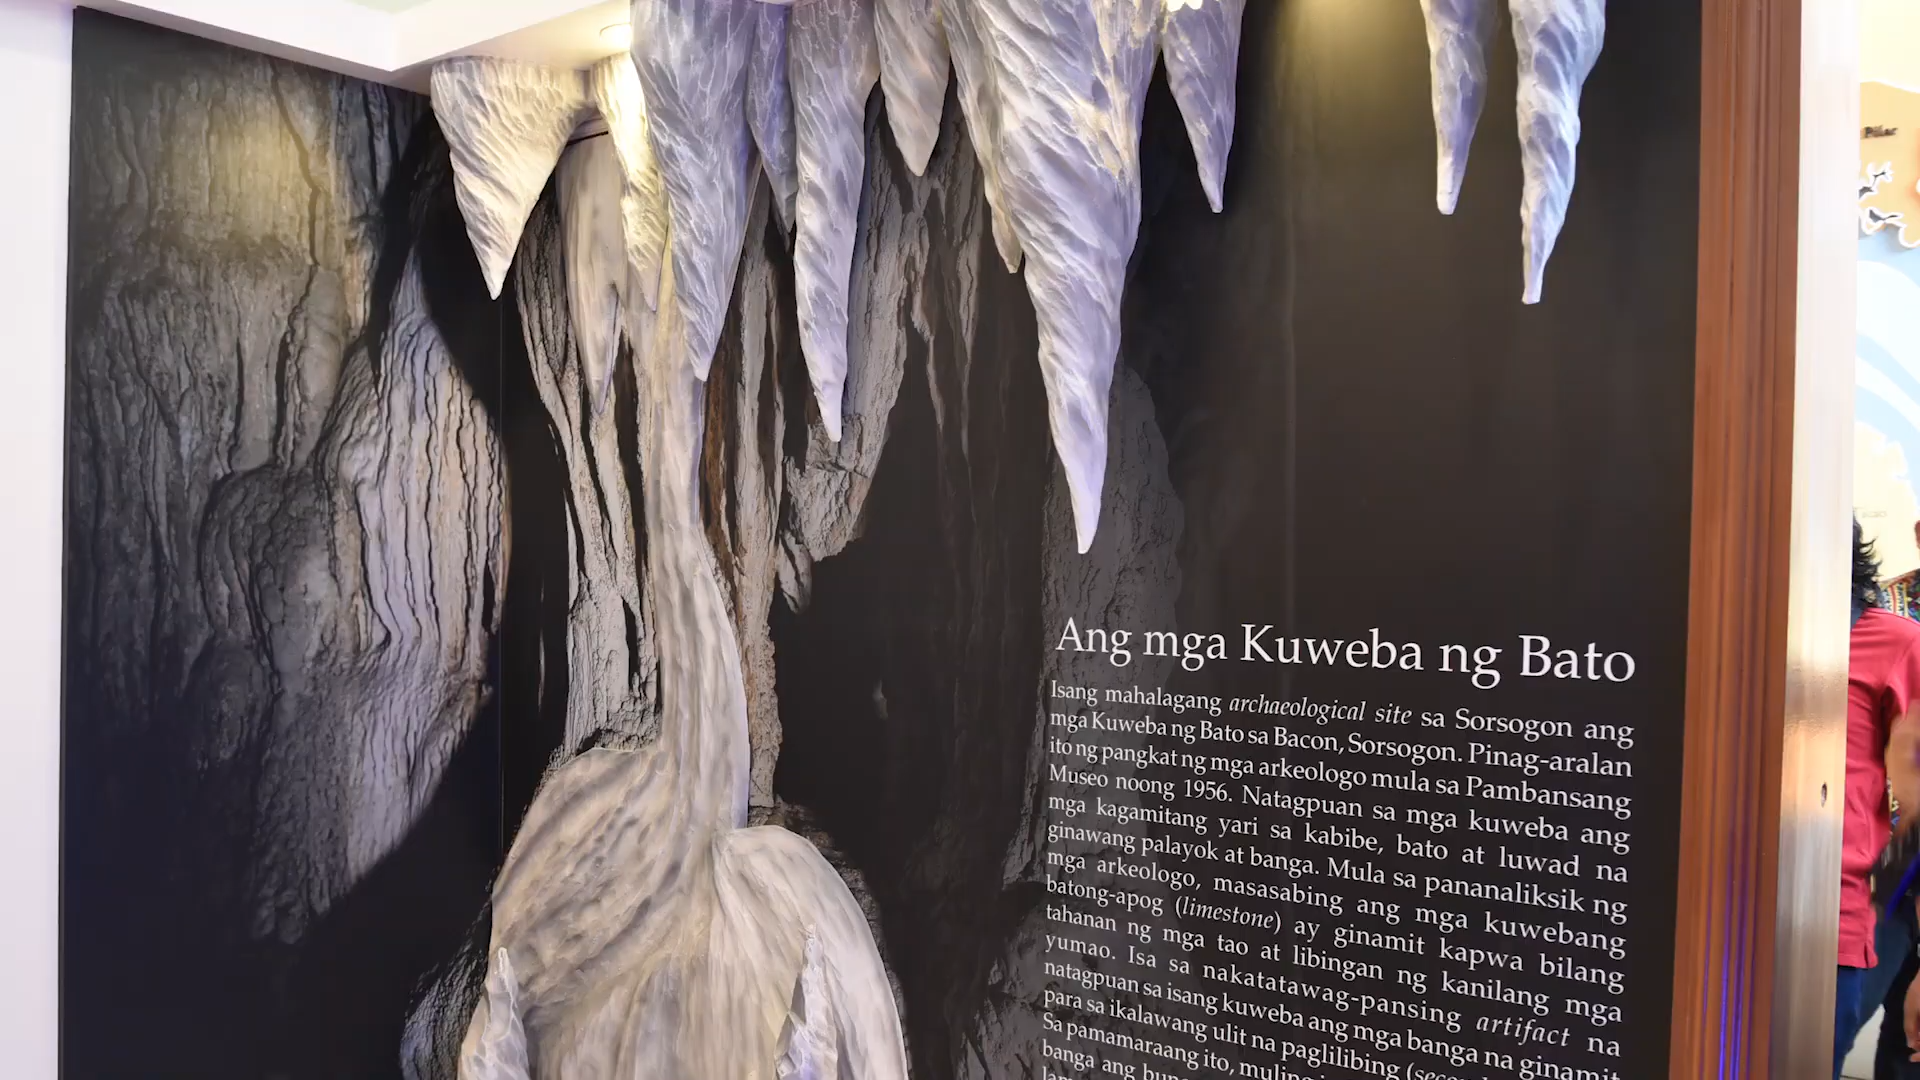 Pilar
Ang mga Kuweba ng Bato
Isang mahalagang archaeological site sa Sorsogon ang
mga Kuweba ng Bato sa Bacon, Sorsogon. Pinag-aralan
ito ng pangkat ng mga arkeologo mula sa Pambansang
Museo noong 1956. Natagpuan sa mga kuweba ang
mga kagamitang yari sa kabibe, bato at luwad na
ginawang palayok at banga. Mula sa pananaliksik ng
mga arkeologo, masasabing ang mga kuwebang
batong-apog (limestone) ay ginamit kapwa bilang
tahanan ng mga tao at libingan ng kanilang mga
yumao. Isa sa nakatatawag-pansing artifact na
natagpuan sa isang kuweba ang mga banga na ginamit
para sa ikalawang ulit na paglilibing
Sa pamamaraang ito, muling
banga ang